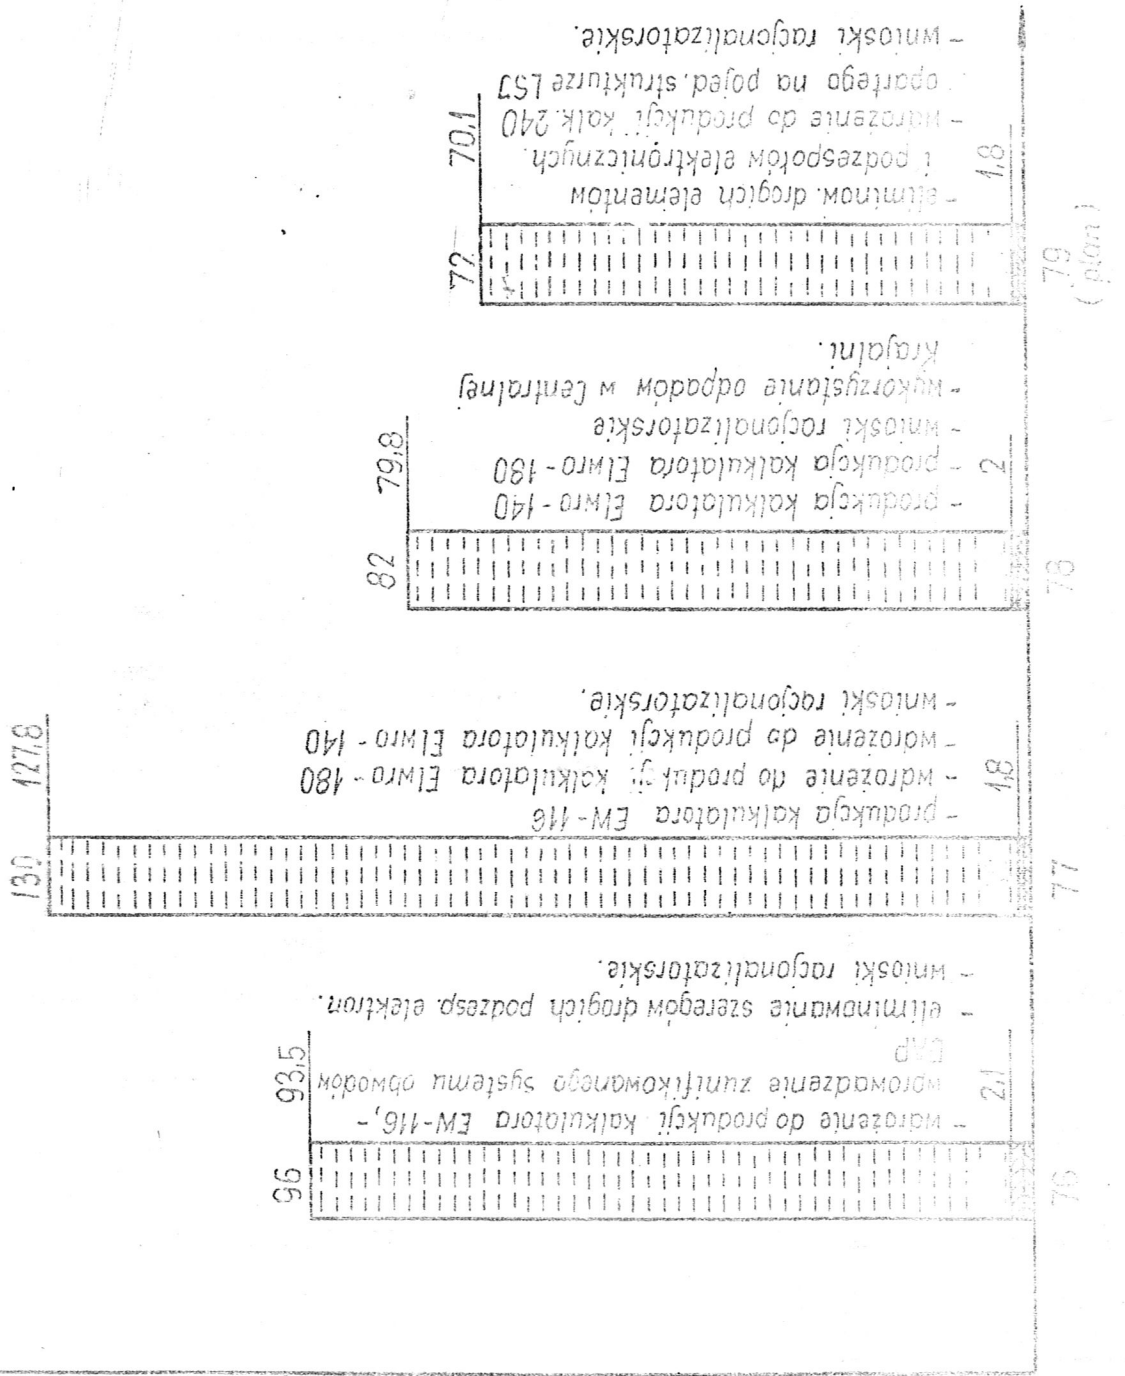 96
93,5
- wdrożenie do produkcji kalkulatora EW-116,-
wprowadzenie zunifikowanego systemu obwodów
- eliminowanie szeregów drogich podzesp. elektron.
- wnioski racjonalizatorskie.
2,1
76
130
127,8
- produkcja kalkulatora EW-116
- wdrożenie do produkcji kalkulatora Elwro-180
- wdrożenie do produkcji kalkulatora Elwro-140
- wnioski racjonalizatorskie.
1,8
77
82
79,8
- produkcja kalkulatora Elwro-140
- produkcja kalkulatora Elwro-180
- wnioski racjonalizatorskie
- wykorzystanie odpadów w Centralnej
Krajalni.
2
78
72
70,1
- eliminow. drogich elementów
i podzespołów elektronicznych.
- wdrożenie do produkcji kalk. 240
opartego na pojed. strukturze LSJ
- wnioski racjonalizatorskie.
1,8
79
(plan)